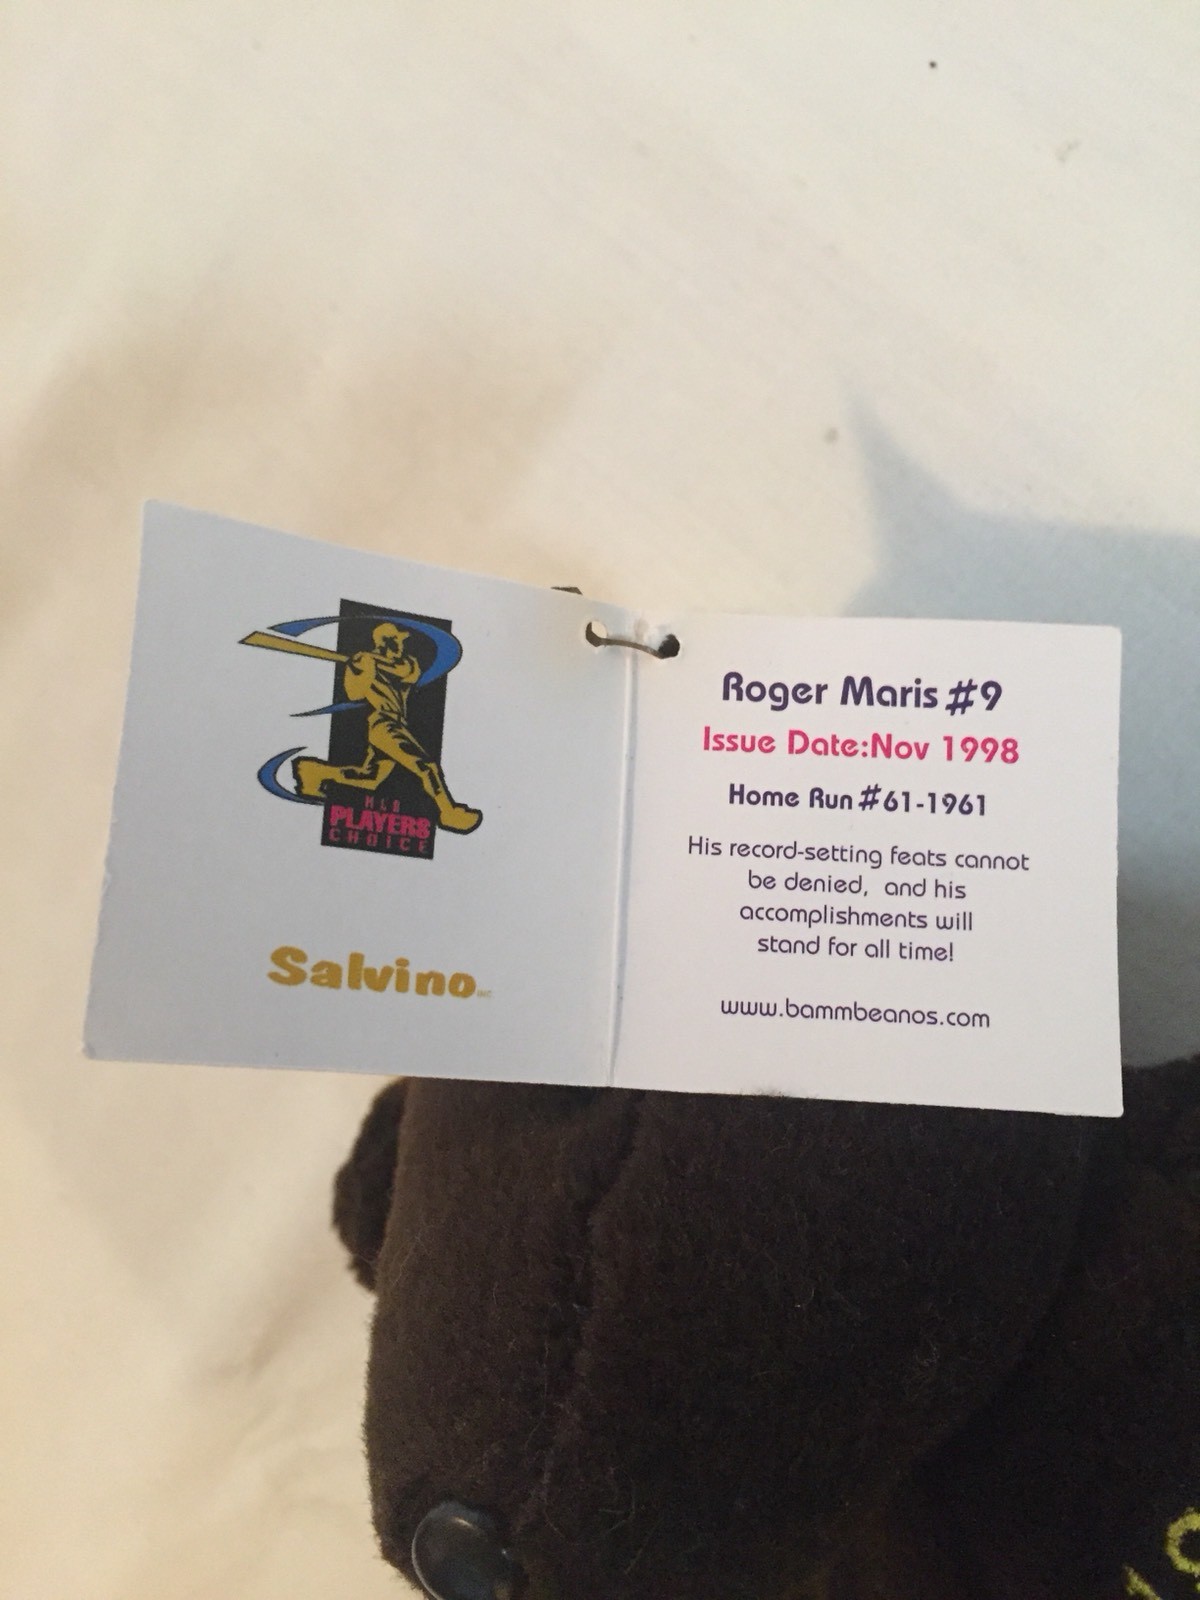 MLB
PLAYERS
CHOICE
Salvino
Roger Maris #9
Issue Date:Nov 1998
Home Run #61-1961
His record-setting feats cannot
be denied, and his
accomplishments will
stand for all time!
www.bammbeanos.com